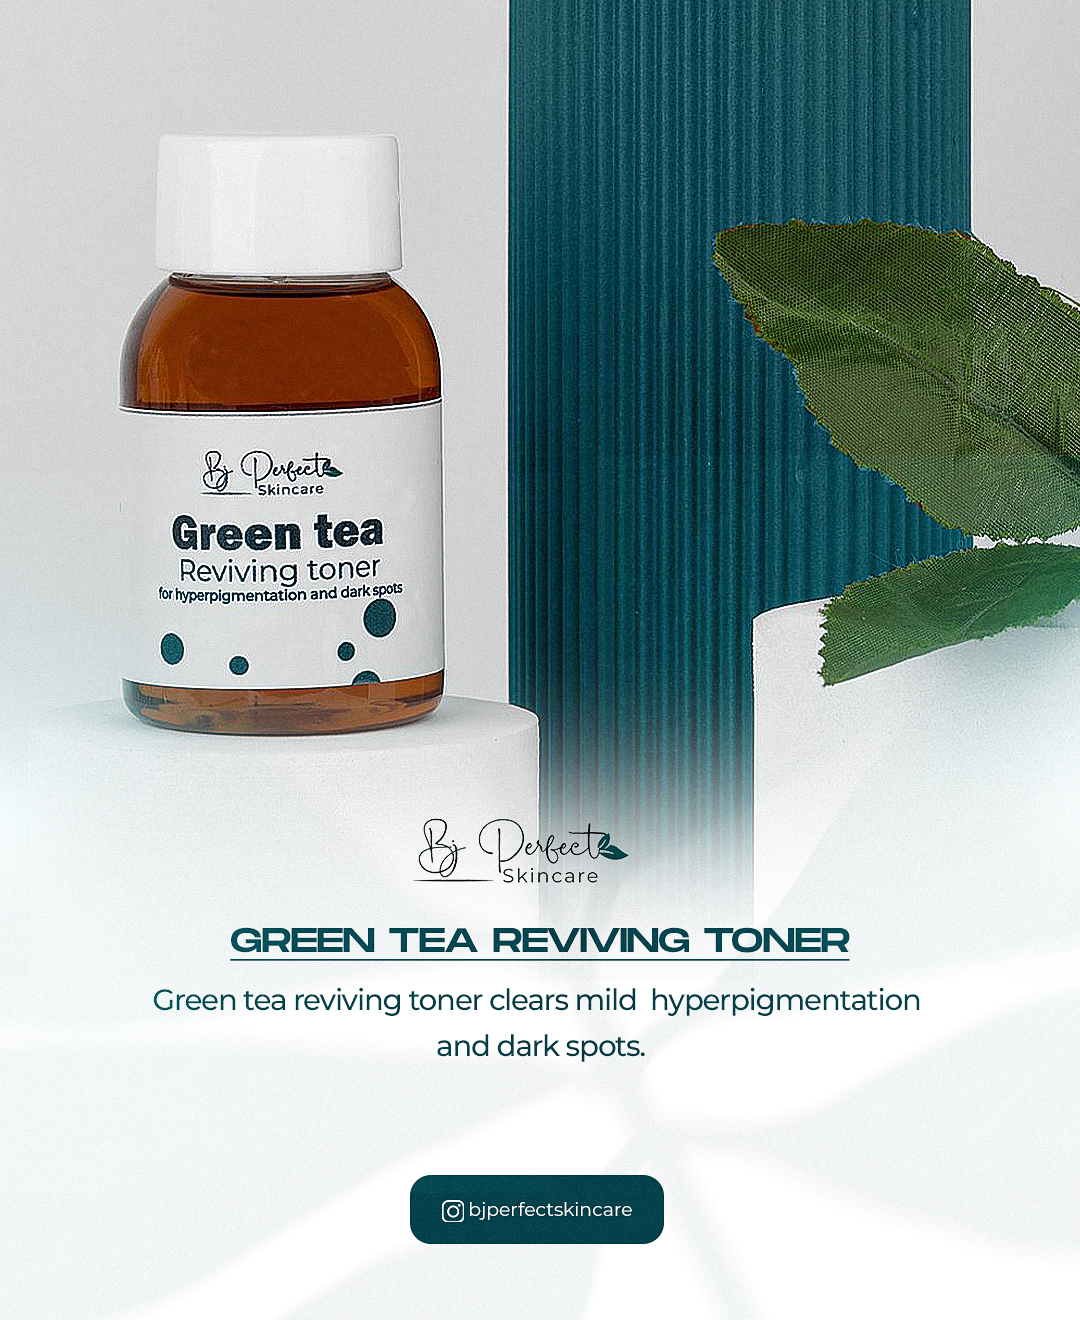 Bj Perfect
Skincare
Green tea
Reviving toner
for hyperpigmentation and dark spots
Bj Perfect
Skincare
GREEN TEA REVIVING TONER
Green tea reviving toner clears mild  hyperpigmentation
and dark spots.
bjperfectskincare